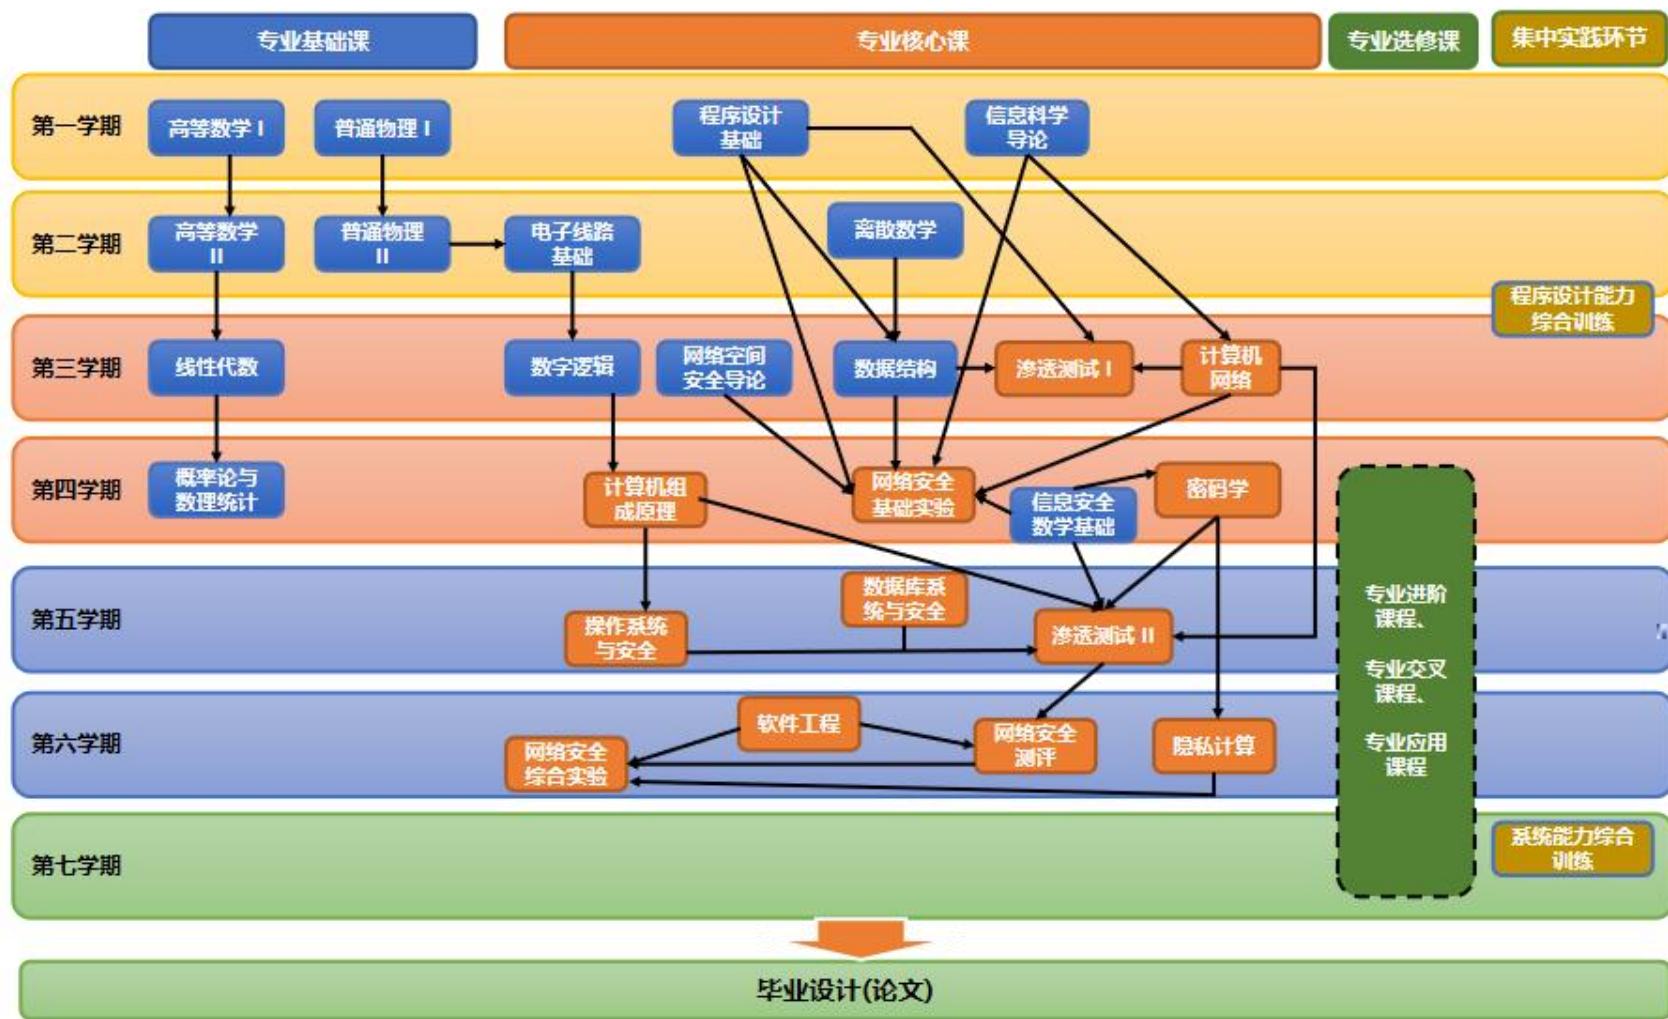 专业基础课
专业核心课
专业选修课
集中实践环节
第一学期
高等数学 I
普通物理 I
程序设计
基础
信息科学
导论
第二学期
高等数学
II
普通物理
II
电子线路
基础
离散数学
程序设计能力
综合训练
第三学期
线性代数
数字逻辑
网络空间
安全导论
数据结构
渗透测试 I
计算机
网络
第四学期
概率论与
数理统计
计算机组
成原理
网络安全
基础实验
信息安全
数学基础
密码学
第五学期
操作系统
与安全
数据库系
统与安全
渗透测试 II
专业进阶
课程、
专业交叉
课程、
专业应用
课程
第六学期
网络安全
综合实验
软件工程
网络安全
测评
隐私计算
第七学期
系统能力综合
训练
毕业设计(论文)